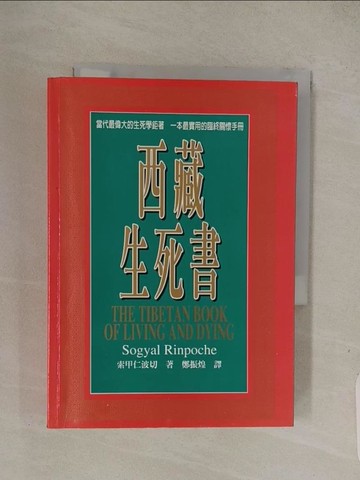 當代最偉大的生死學鉅著 一本最實用的臨終關懷手冊
西藏
生死書
THE TIBETAN BOOK
OF LIVING AND DYING
Sogyal Rinpoche
索甲仁波切 著 鄭振煌 譯